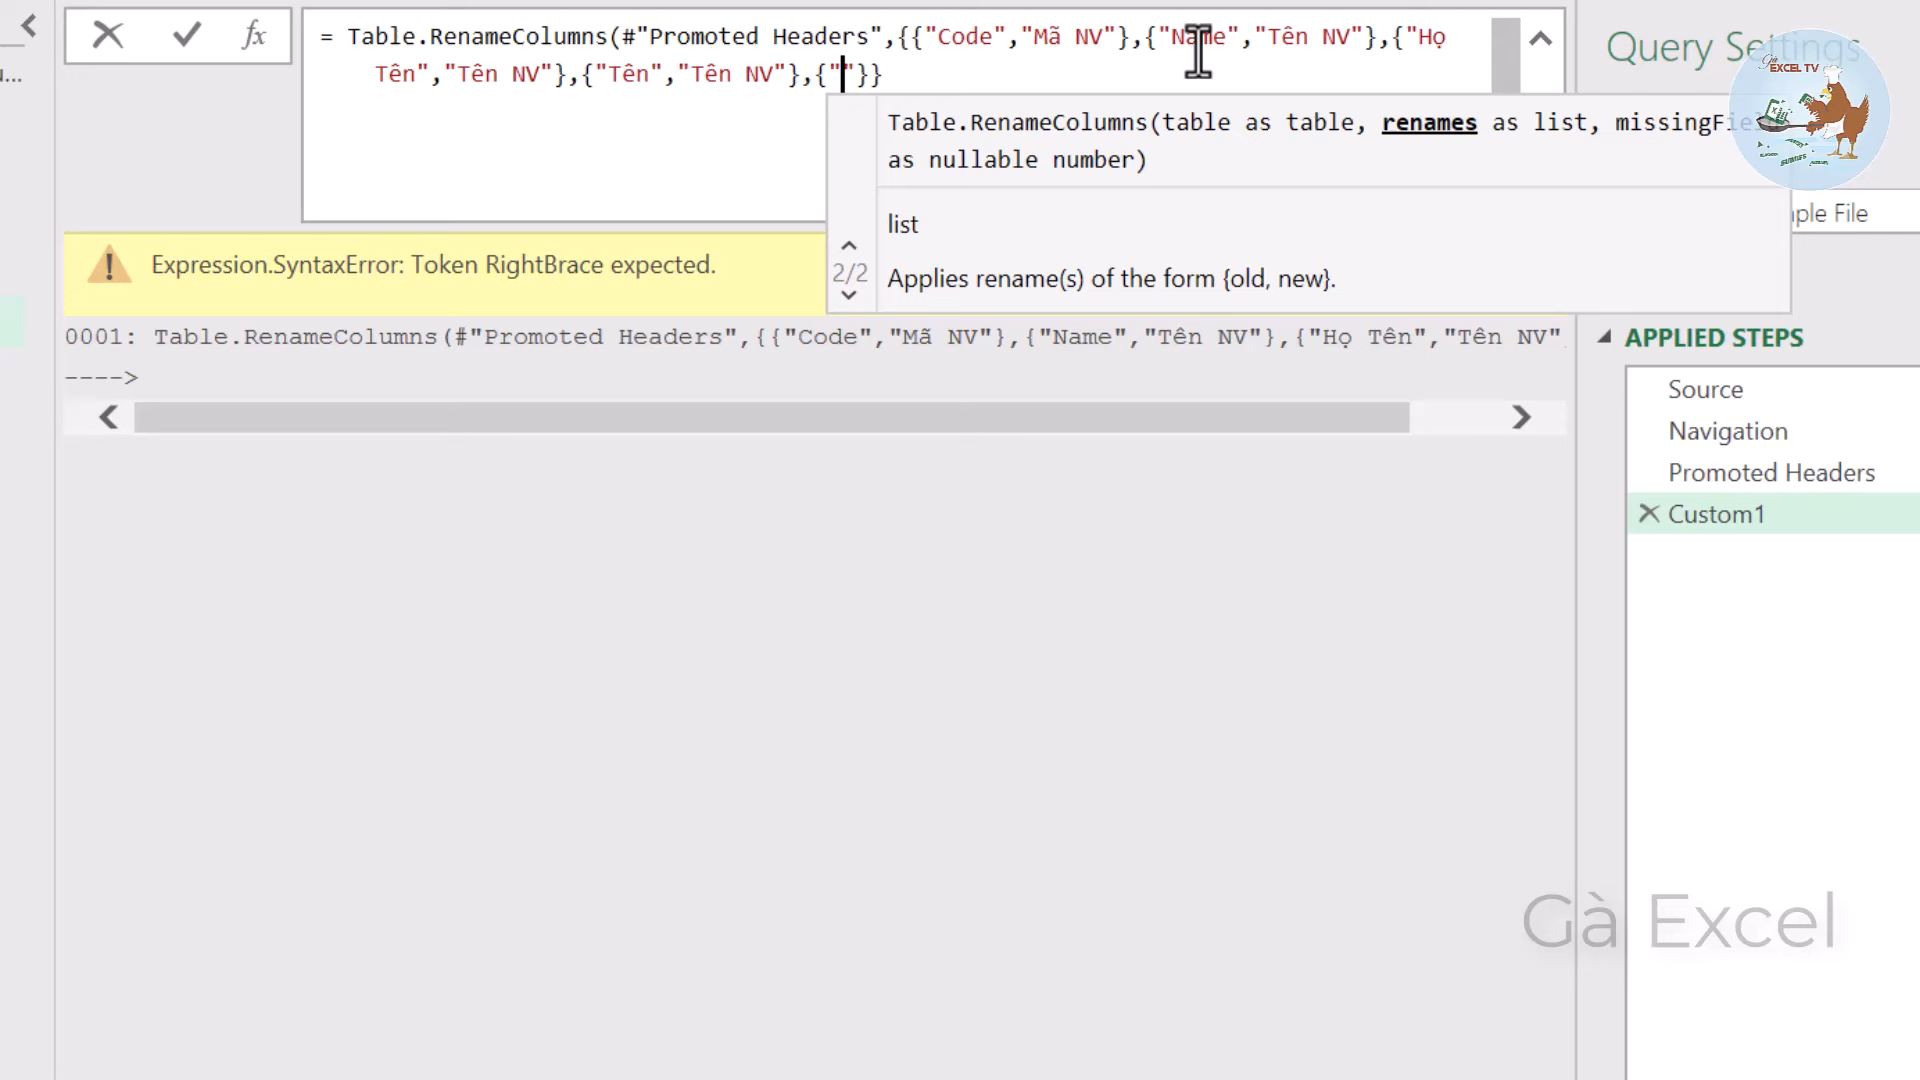 = Table.RenameColumns(#"Promoted Headers",{{"Code","Mã NV"},{"Name","Tên NV"},{"Họ
Tên","Tên NV"},{"Tên","Tên NV"},{""}}
fx
Query Settings
Gà
EXCEL TV
Table.RenameColumns(table as table, renames as list, missingFiel
as nullable number)
list
2/2
Applies rename(s) of the form {old, new}.
ple File
Expression.SyntaxError: Token RightBrace expected.
0001: Table.RenameColumns(#"Promoted Headers",{{"Code","Mã NV"},{"Name","Tên NV"},{"Họ Tên","Tên NV"
---->
APPLIED STEPS
Source
Navigation
Promoted Headers
Custom1
Gà Excel